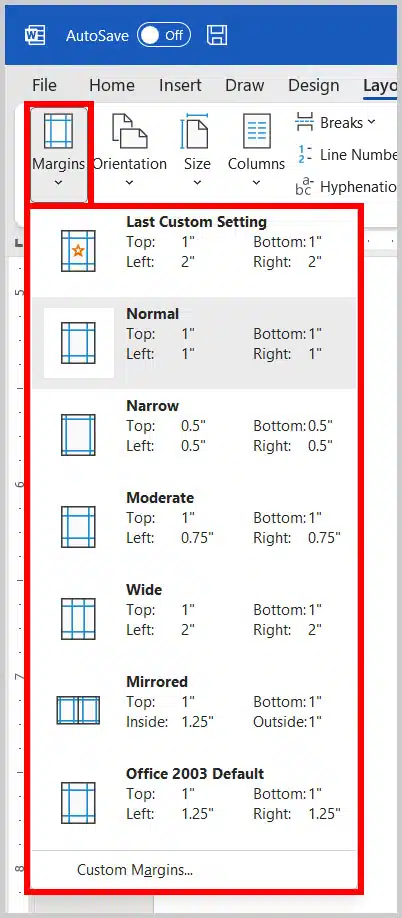 W AutoSave Off
File Home Insert Draw Design Layo
Margins Orientation Size Columns
Breaks
Line Numbe
Hyphenatio
Last Custom Setting
Top: 1" Bottom: 1"
Left: 2" Right: 2"
Normal
Top: 1" Bottom: 1"
Left: 1" Right: 1"
Narrow
Top: 0.5" Bottom: 0.5"
Left: 0.5" Right: 0.5"
Moderate
Top: 1" Bottom: 1"
Left: 0.75" Right: 0.75"
Wide
Top: 1" Bottom: 1"
Left: 2" Right: 2"
Mirrored
Top: 1" Bottom: 1"
Inside: 1.25" Outside: 1"
Office 2003 Default
Top: 1" Bottom: 1"
Left: 1.25" Right: 1.25"
Custom Margins...
5
6
7
8